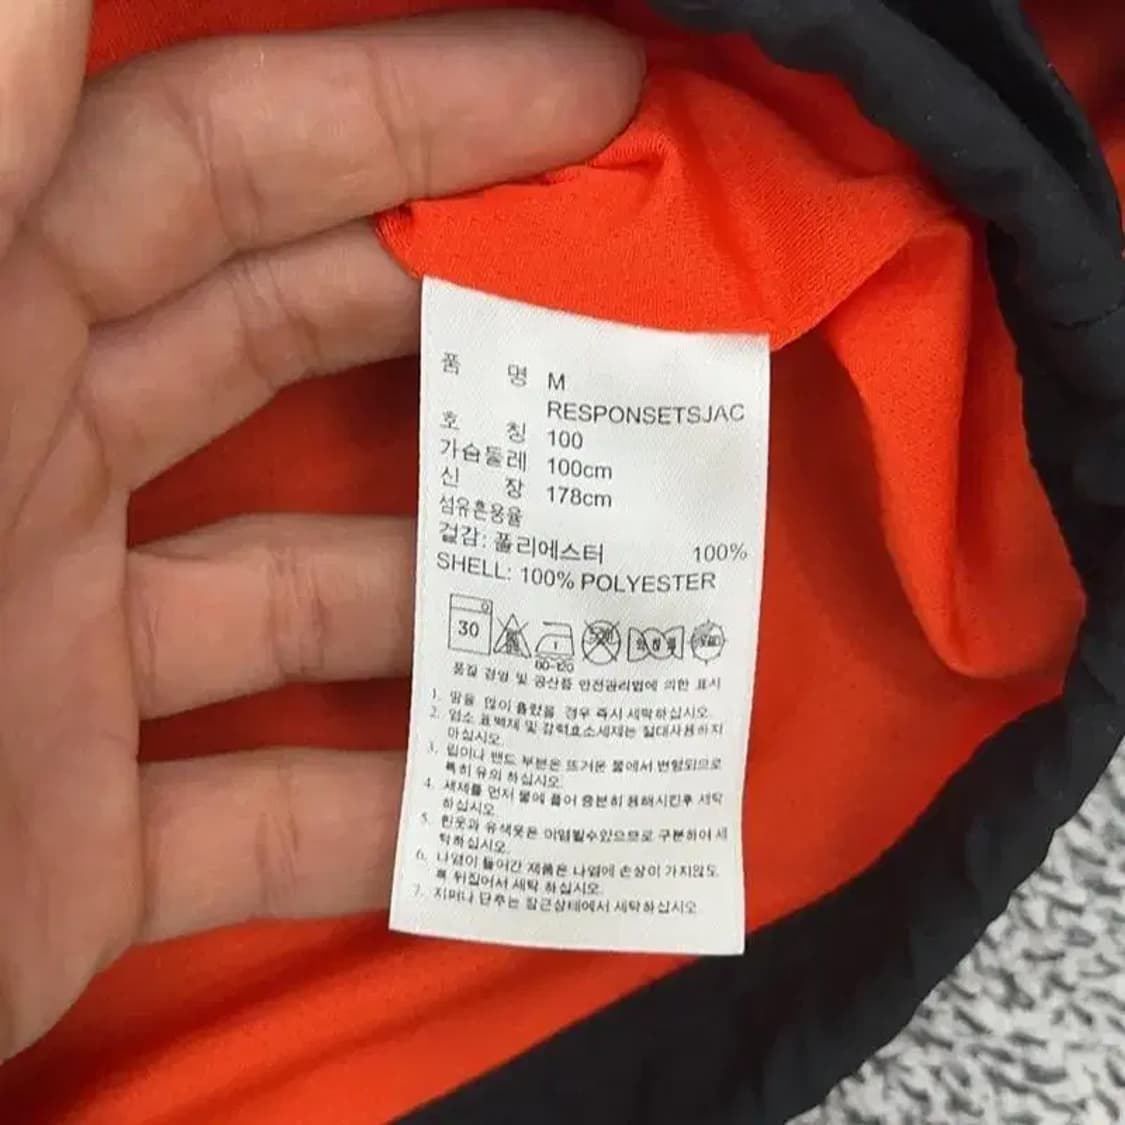 품 명 M
RESPONSETSJAC
호 칭 100
가슴둘레 100cm
신 장 178cm
섬유혼용율
겉감: 폴리에스터 100%
SHELL: 100% POLYESTER
30
80-120
품질 경영 및 공산품 안전관리법에 의한 표시
1. 땀을 많이 흘렸을 경우 즉시 세탁하십시오.
2. 염소 표백제 및 강력효소세제는 절대사용하지
마십시오.
3. 립이나 밴드 부분은 뜨거운 물에서 변형되므로
특히 유의 하십시오.
4. 세제를 먼저 물에 풀어 충분히 용해시킨후 세탁
하십시오.
5. 흰옷과 유색옷은 이염될수있으므로 구분하여 세
탁하십시오.
6. 나염이 들어간 제품은 나염에 손상이 가지않도
록 뒤집어서 세탁 하십시오.
7. 지퍼나 단추는 잠근상태에서 세탁하십시오.